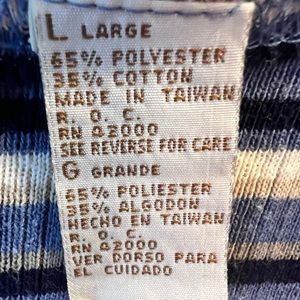 L LARGE
65% POLYESTER
35% COTTON
MADE IN TAIWAN
R. O. C.
RN 42000
SEE REVERSE FOR CARE
G GRANDE
65% POLIESTER
35% ALGODON
HECHO EN TAIWAN
R. O. C.
RN 42000
VER DORSO PARA
EL CUIDADO